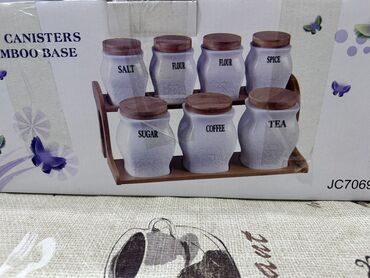 CANISTERS
MBOO BASE
SALT
FLOUR
FLOUR
SPICE
SUGAR
COFFEE
TEA
JC7069